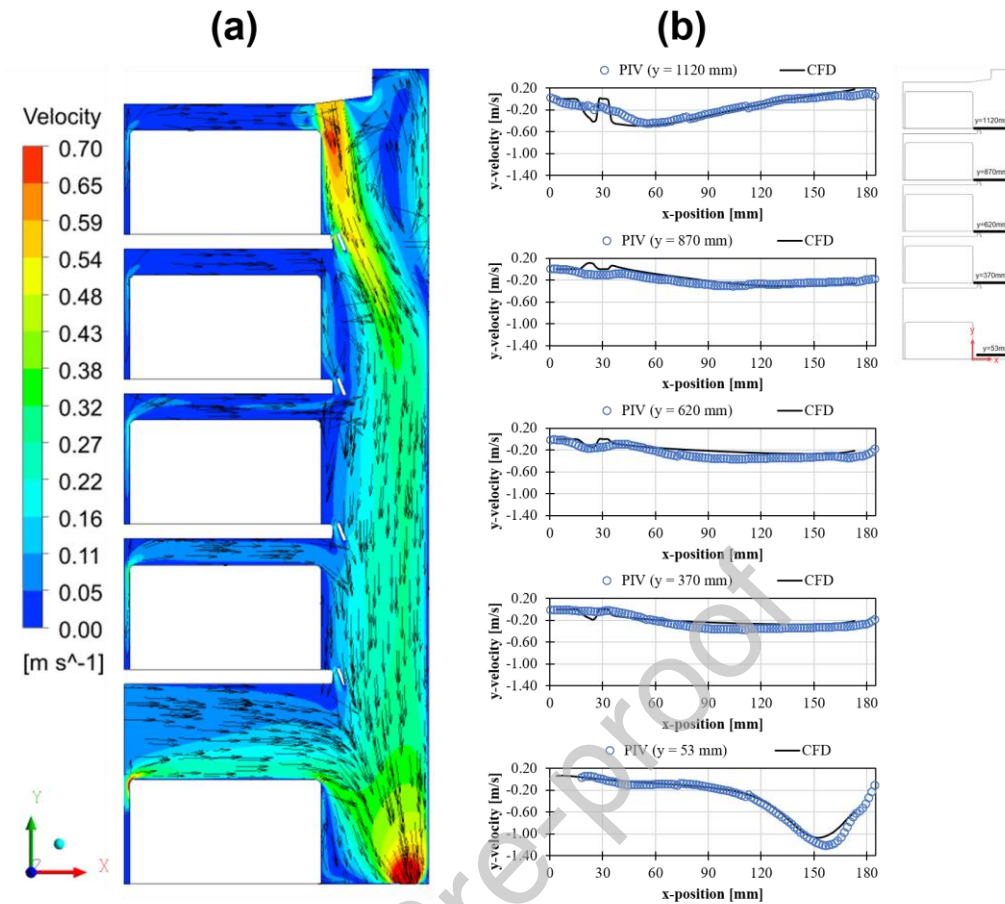 (a)
(b)
Velocity
0.70
0.65
0.59
0.54
0.48
0.43
0.38
0.32
0.27
0.22
0.16
0.11
0.05
0.00
[m s^-1]
Y
Z
X
PIV (y = 1120 mm) CFD
y-velocity [m/s]
0.20
-0.20
-0.60
-1.00
-1.40
0 30 60 90 120 150 180
x-position [mm]
PIV (y = 870 mm) CFD
y-velocity [m/s]
0.20
-0.20
-0.60
-1.00
-1.40
0 30 60 90 120 150 180
x-position [mm]
PIV (y = 620 mm) CFD
y-velocity [m/s]
0.20
-0.20
-0.60
-1.00
-1.40
0 30 60 90 120 150 180
x-position [mm]
PIV (y = 370 mm) CFD
y-velocity [m/s]
0.20
-0.20
-0.60
-1.00
-1.40
0 30 60 90 120 150 180
x-position [mm]
PIV (y = 53 mm) CFD
y-velocity [m/s]
0.20
-0.20
-0.60
-1.00
-1.40
0 30 60 90 120 150 180
x-position [mm]
y=1120mm
y=870mm
y=620mm
y=370mm
y
y=53mm
x
re-proof